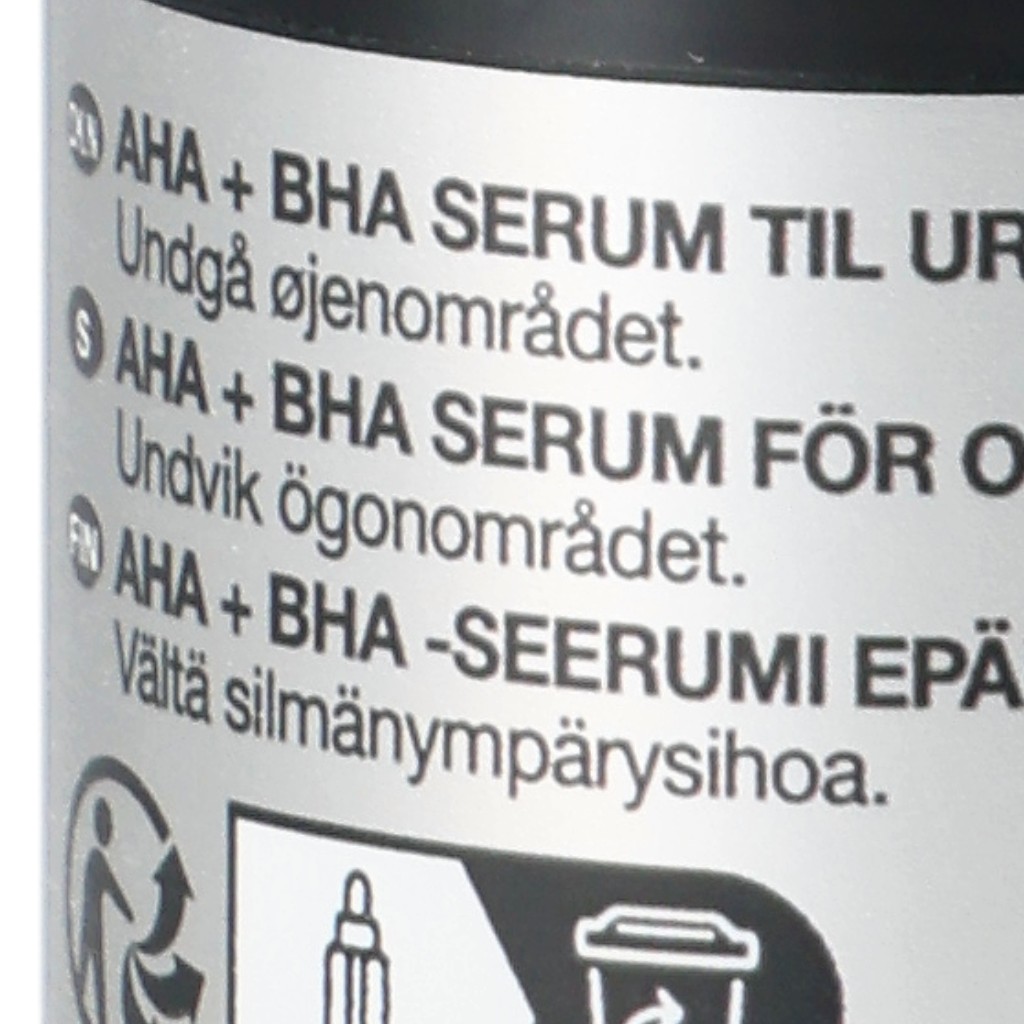 AHA + BHA SERUM TIL UR
Undgå øjenområdet.
S AHA + BHA SERUM FÖR O
Undvik ögonområdet.
FIN AHA + BHA -SEERUMI EPÄ
Vältä silmänympärysihoa.